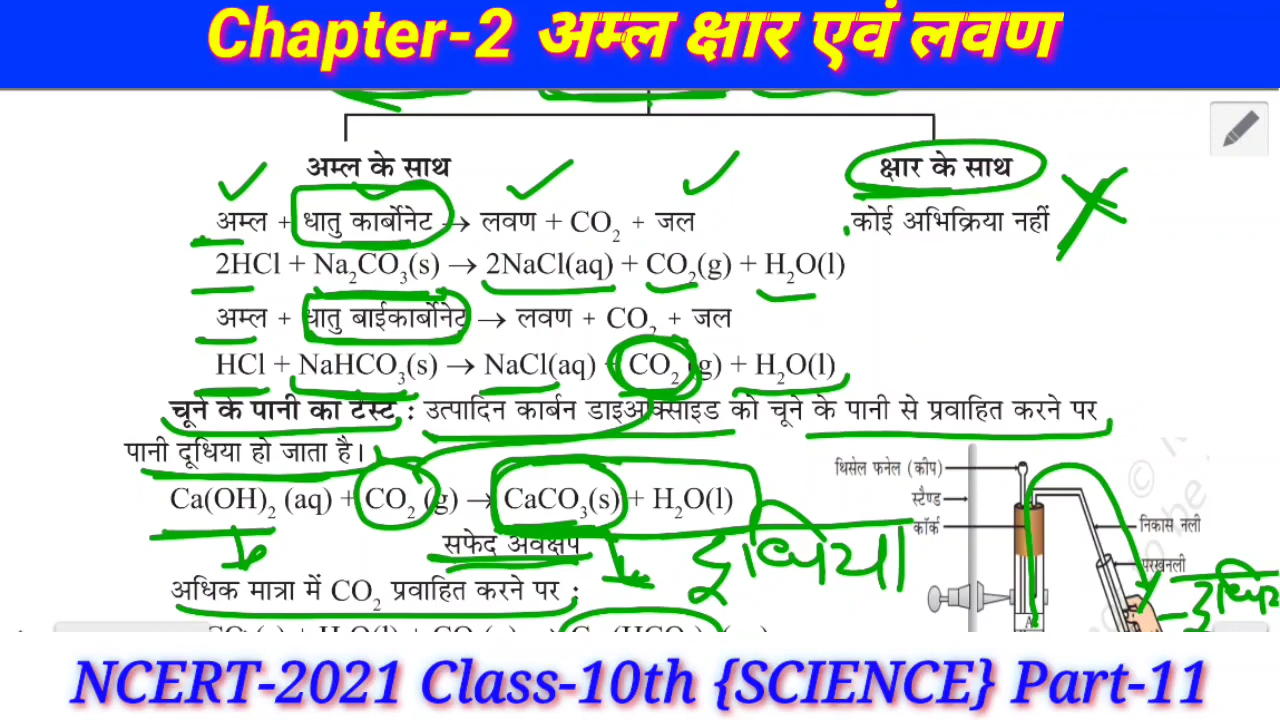 Chapter-2 अम्ल क्षार एवं लवण
अम्ल के साथ
क्षार के साथ
अम्ल + धातु कार्बोनेट → लवण + CO₂ + जल
कोई अभिक्रिया नहीं
2HCl + Na₂CO₃(s) → 2NaCl(aq) + CO₂(g) + H₂O(l)
अम्ल + धातु बाईकार्बोनेट → लवण + CO₂ + जल
HCl + NaHCO₃(s) → NaCl(aq) + CO₂(g) + H₂O(l)
चूने के पानी का टेस्ट : उत्पादिन कार्बन डाइऑक्साइड को चूने के पानी से प्रवाहित करने पर
पानी दूधिया हो जाता है।
Ca(OH)₂ (aq) + CO₂ (g) → CaCO₃(s) + H₂O(l)
सफेद अवक्षेप
दूधिया
अधिक मात्रा में CO₂ प्रवाहित करने पर :
थिसेल फनेल (कीप)
स्टैण्ड
कॉर्क
निकास नली
परखनली
NCERT-2021 Class-10th {SCIENCE} Part-11